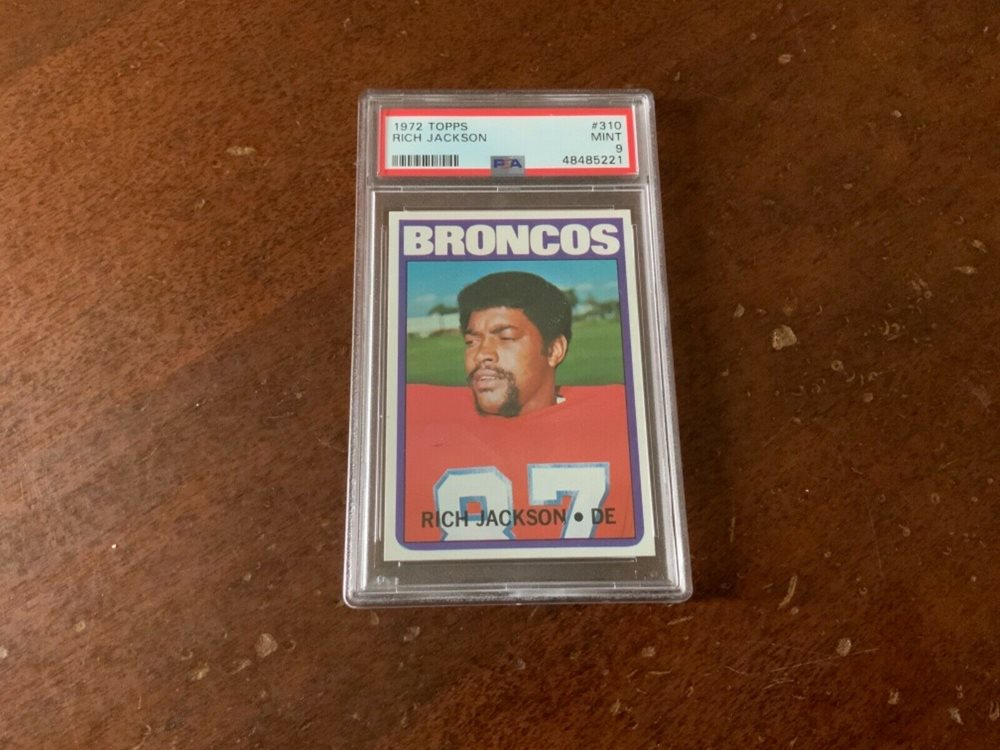 1972 TOPPS #310
RICH JACKSON MINT
9
PSA 48485221
BRONCOS
87
RICH JACKSON • DE